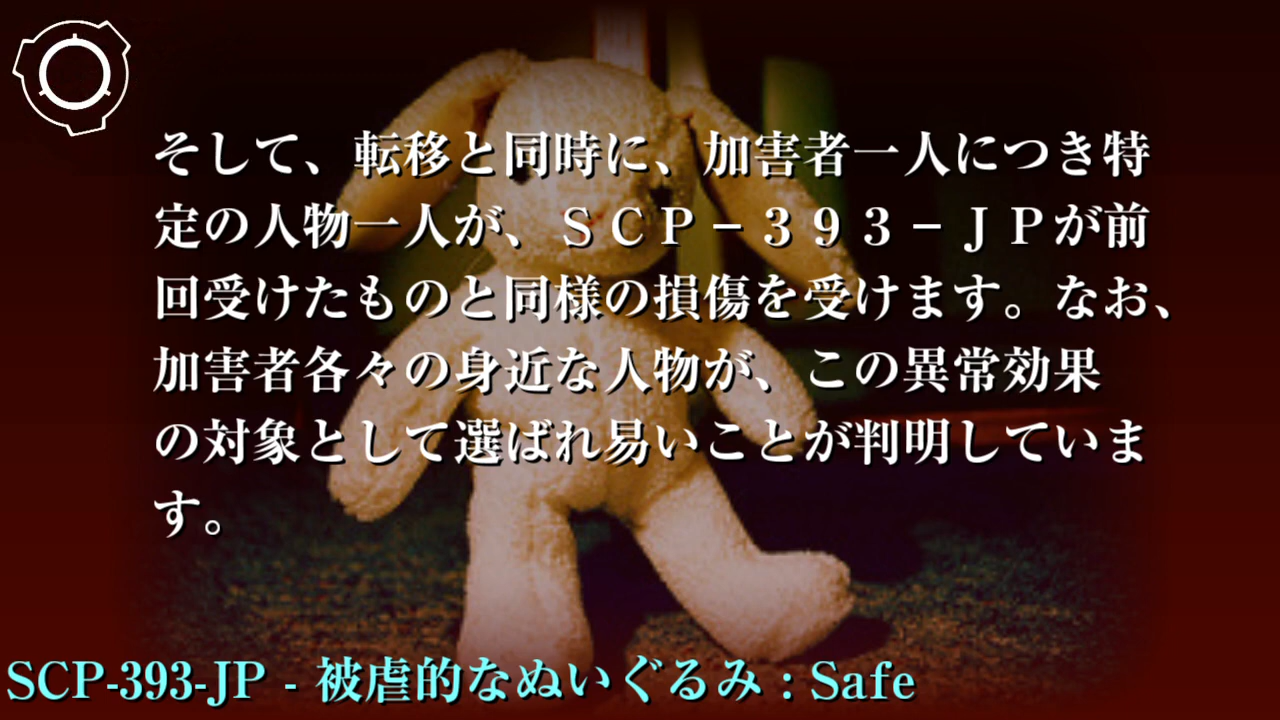 そして、転移と同時に、加害者一人につき特
定の人物一人が、ＳＣＰ－３９３－ＪＰが前
回受けたものと同様の損傷を受けます。なお、
加害者各々の身近な人物が、この異常効果
の対象として選ばれ易いことが判明していま
す。
SCP-393-JP - 被虐的なぬいぐるみ : Safe